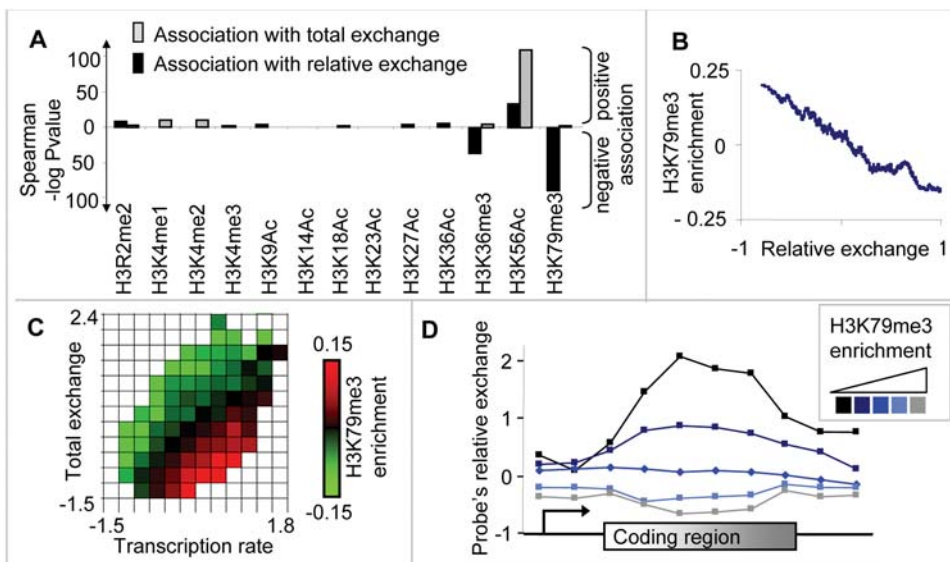 A
Association with total exchange
Association with relative exchange
Spearman
-log Pvalue
100
50
0
50
100
positive
negative
association
H3R2me2
H3K4me1
H3K4me2
H3K4me3
H3K9Ac
H3K14Ac
H3K18Ac
H3K23Ac
H3K27Ac
H3K36Ac
H3K36me3
H3K56Ac
H3K79me3
B
H3K79me3
enrichment
0.25
0
- 0.25
-1 Relative exchange 1
C
Total exchange
2.4
-1.5
-1.5 1.8
Transcription rate
0.15
H3K79me3
enrichment
-0.15
D
Probe's relative exchange
2
1
0
-1
Coding region
H3K79me3
enrichment